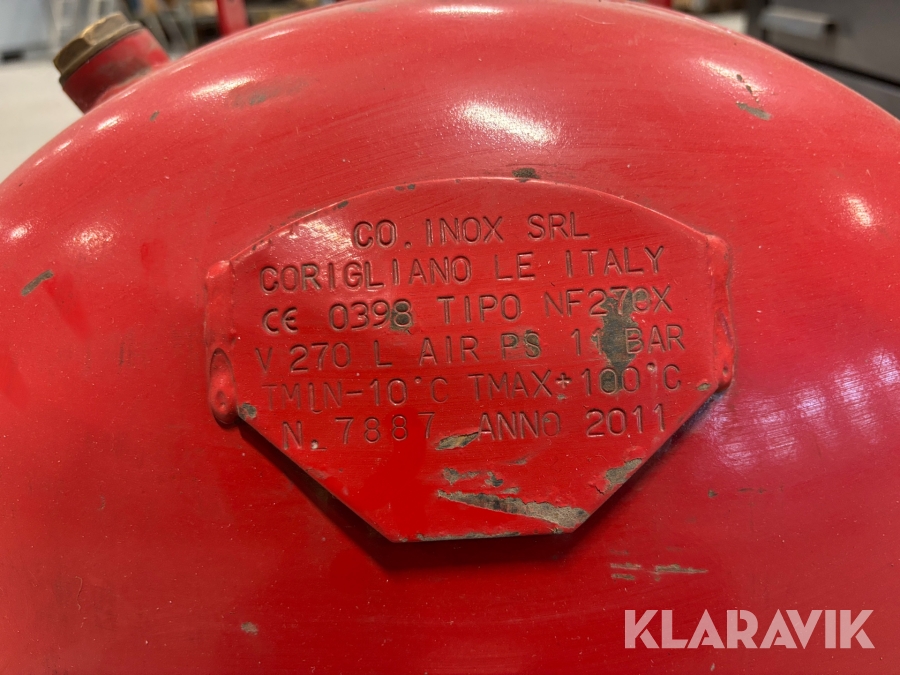 CO. INOX SRL
CORIGLIANO LE ITALY
CE 0398 TIPO NF270X
V 270 L AIR PS 11 BAR
TMIN-10°C TMAX+100°C
N. 7887 ANNO 2011
KLARAVIK